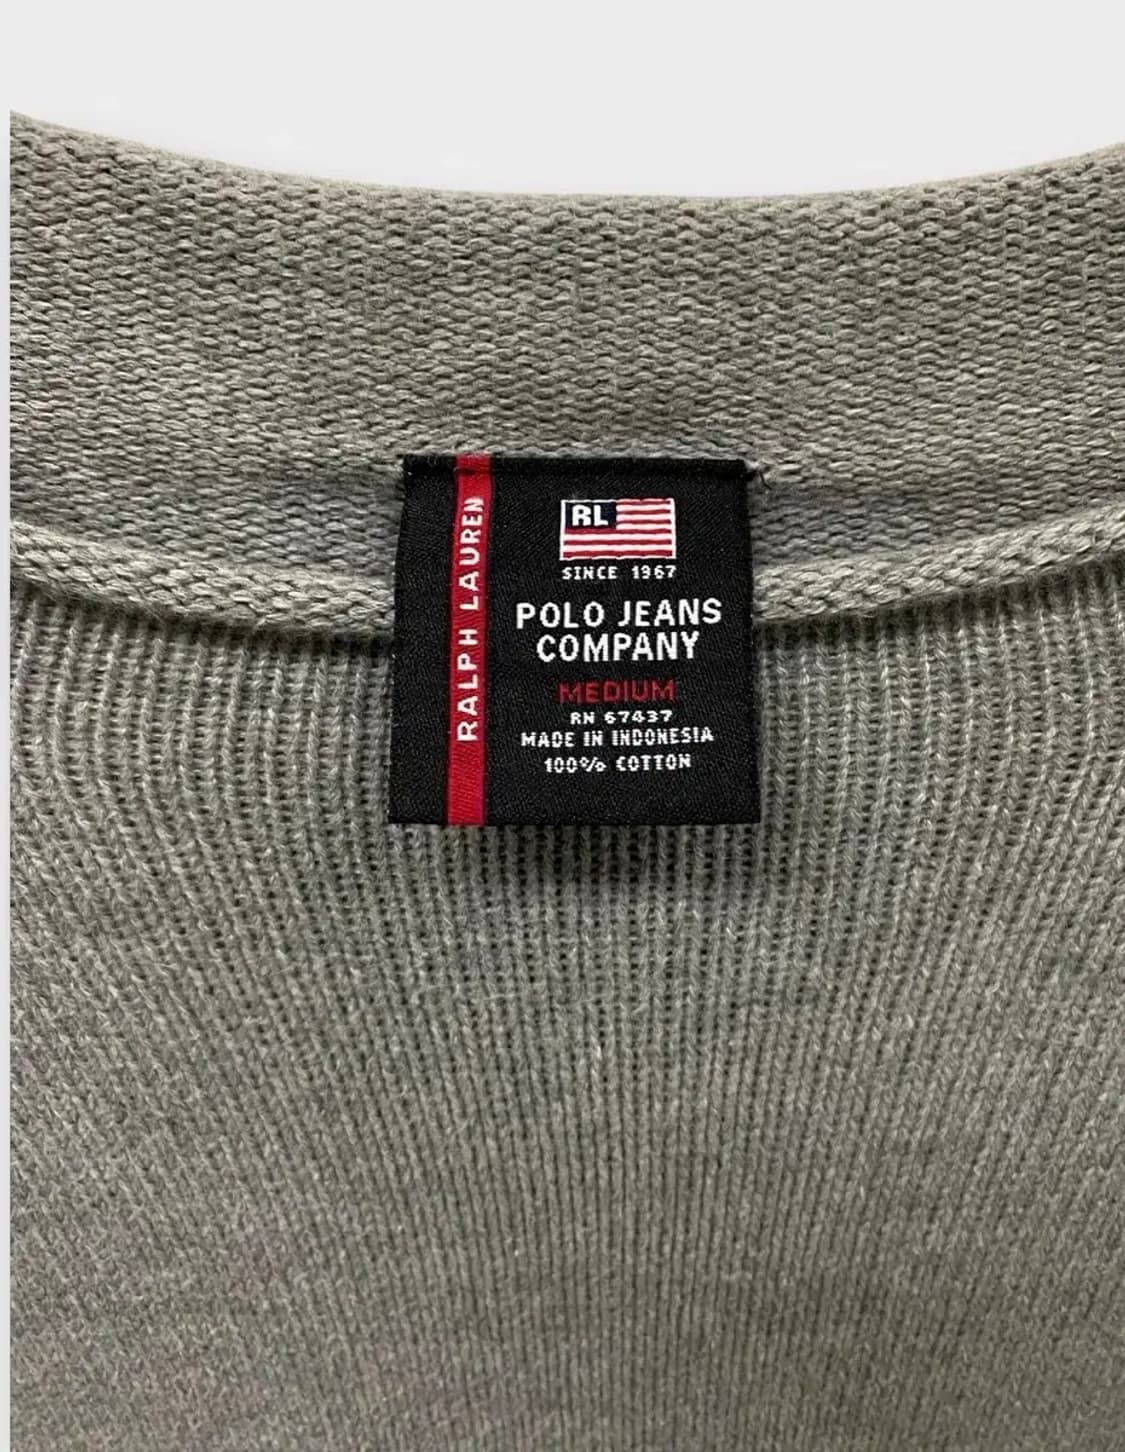 RALPH LAUREN
RL
SINCE 1967
POLO JEANS
COMPANY
MEDIUM
RN 67437
MADE IN INDONESIA
100% COTTON